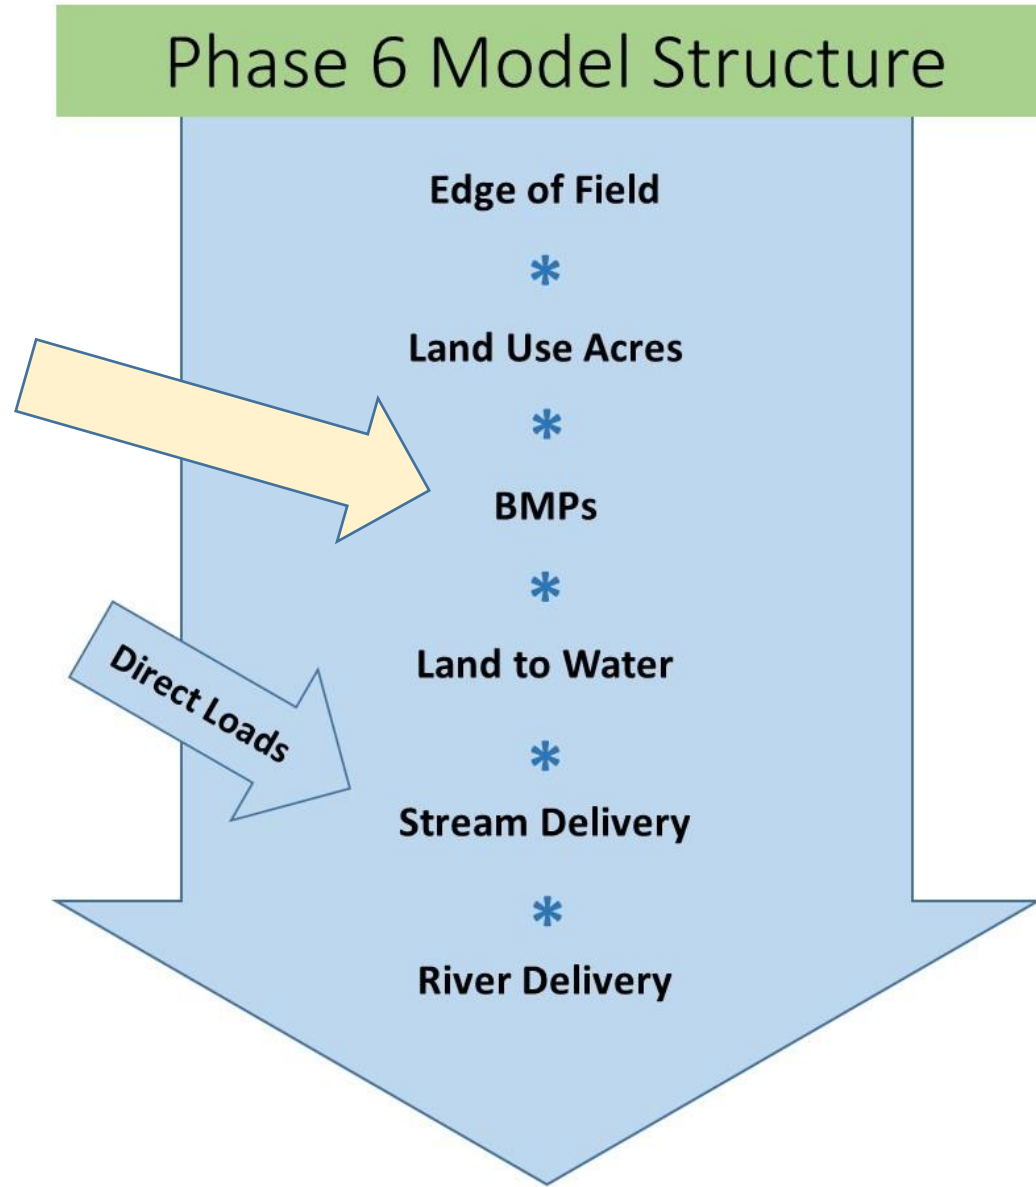 Phase 6 Model Structure
Edge of Field
*
Land Use Acres
*
BMPs
*
Land to Water
Direct Loads
*
Stream Delivery
*
River Delivery